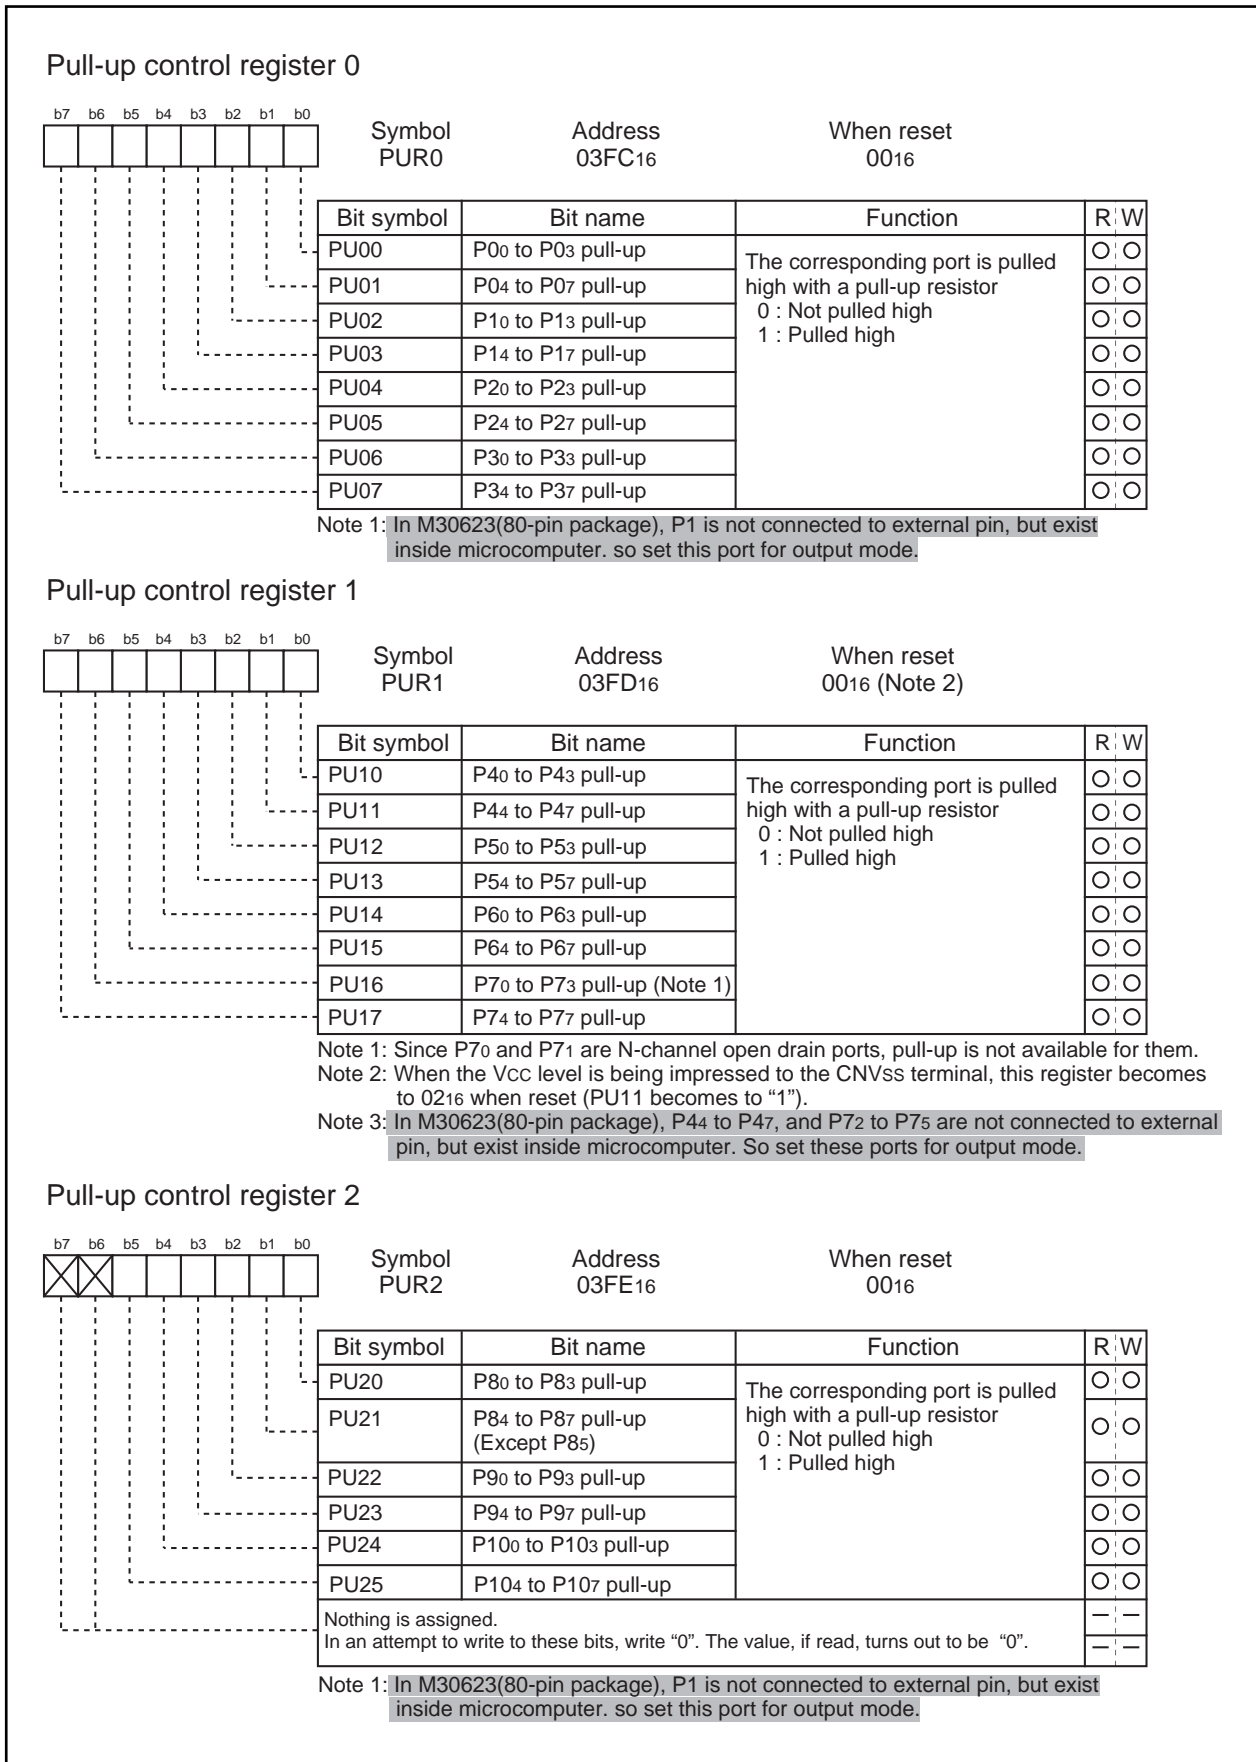 Pull-up control register 0
b7 b6 b5 b4 b3 b2 b1 b0
Symbol Address When reset
PUR0 03FC16 0016
Bit symbol Bit name Function R W
PU00 P00 to P03 pull-up The corresponding port is pulled
PU01 P04 to P07 pull-up high with a pull-up resistor
PU02 P10 to P13 pull-up 0 : Not pulled high
PU03 P14 to P17 pull-up 1 : Pulled high
PU04 P20 to P23 pull-up
PU05 P24 to P27 pull-up
PU06 P30 to P33 pull-up
PU07 P34 to P37 pull-up
Note 1: In M30623(80-pin package), P1 is not connected to external pin, but exist
inside microcomputer. so set this port for output mode.
Pull-up control register 1
b7 b6 b5 b4 b3 b2 b1 b0
Symbol Address When reset
PUR1 03FD16 0016 (Note 2)
Bit symbol Bit name Function R W
PU10 P40 to P43 pull-up The corresponding port is pulled
PU11 P44 to P47 pull-up high with a pull-up resistor
PU12 P50 to P53 pull-up 0 : Not pulled high
PU13 P54 to P57 pull-up 1 : Pulled high
PU14 P60 to P63 pull-up
PU15 P64 to P67 pull-up
PU16 P70 to P73 pull-up (Note 1)
PU17 P74 to P77 pull-up
Note 1: Since P70 and P71 are N-channel open drain ports, pull-up is not available for them.
Note 2: When the VCC level is being impressed to the CNVSS terminal, this register becomes
to 0216 when reset (PU11 becomes to “1”).
Note 3: In M30623(80-pin package), P44 to P47, and P72 to P75 are not connected to external
pin, but exist inside microcomputer. So set these ports for output mode.
Pull-up control register 2
b7 b6 b5 b4 b3 b2 b1 b0
Symbol Address When reset
PUR2 03FE16 0016
Bit symbol Bit name Function R W
PU20 P80 to P83 pull-up The corresponding port is pulled
PU21 P84 to P87 pull-up high with a pull-up resistor
(Except P85) 0 : Not pulled high
PU22 P90 to P93 pull-up 1 : Pulled high
PU23 P94 to P97 pull-up
PU24 P100 to P103 pull-up
PU25 P104 to P107 pull-up
Nothing is assigned.
In an attempt to write to these bits, write “0”. The value, if read, turns out to be “0”.
Note 1: In M30623(80-pin package), P1 is not connected to external pin, but exist
inside microcomputer. so set this port for output mode.